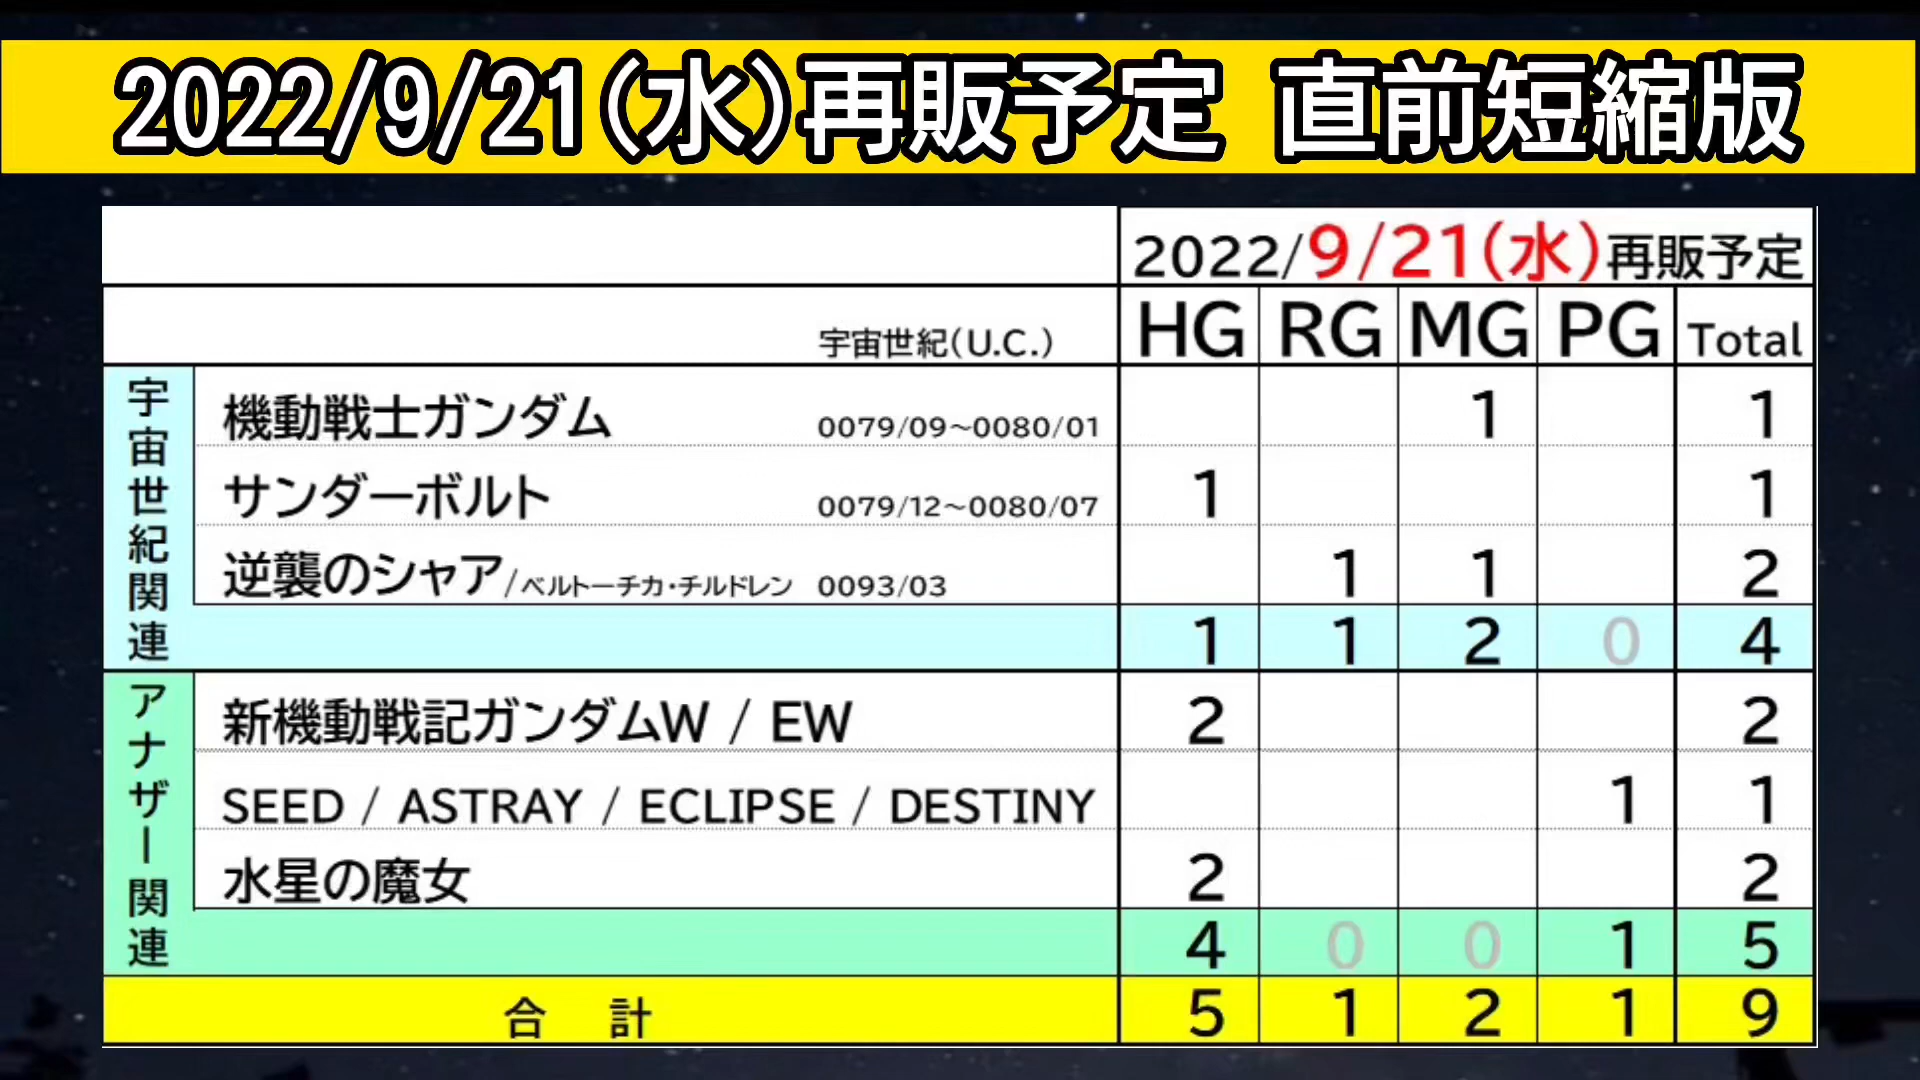 2022/9/21(水)再販予定 直前短縮版
2022/9/21(水)再販予定
宇宙世紀(U.C.) HG RG MG PG Total
宇宙世紀関連
機動戦士ガンダム 0079/09~0080/01 1 1
サンダーボルト 0079/12~0080/07 1 1
逆襲のシャア/ベルトーチカ・チルドレン 0093/03 1 1 2
1 1 2 0 4
アナザー関連
新機動戦記ガンダムW / EW 2 2
SEED / ASTRAY / ECLIPSE / DESTINY 1 1
水星の魔女 2 2
4 0 0 1 5
合計 5 1 2 1 9